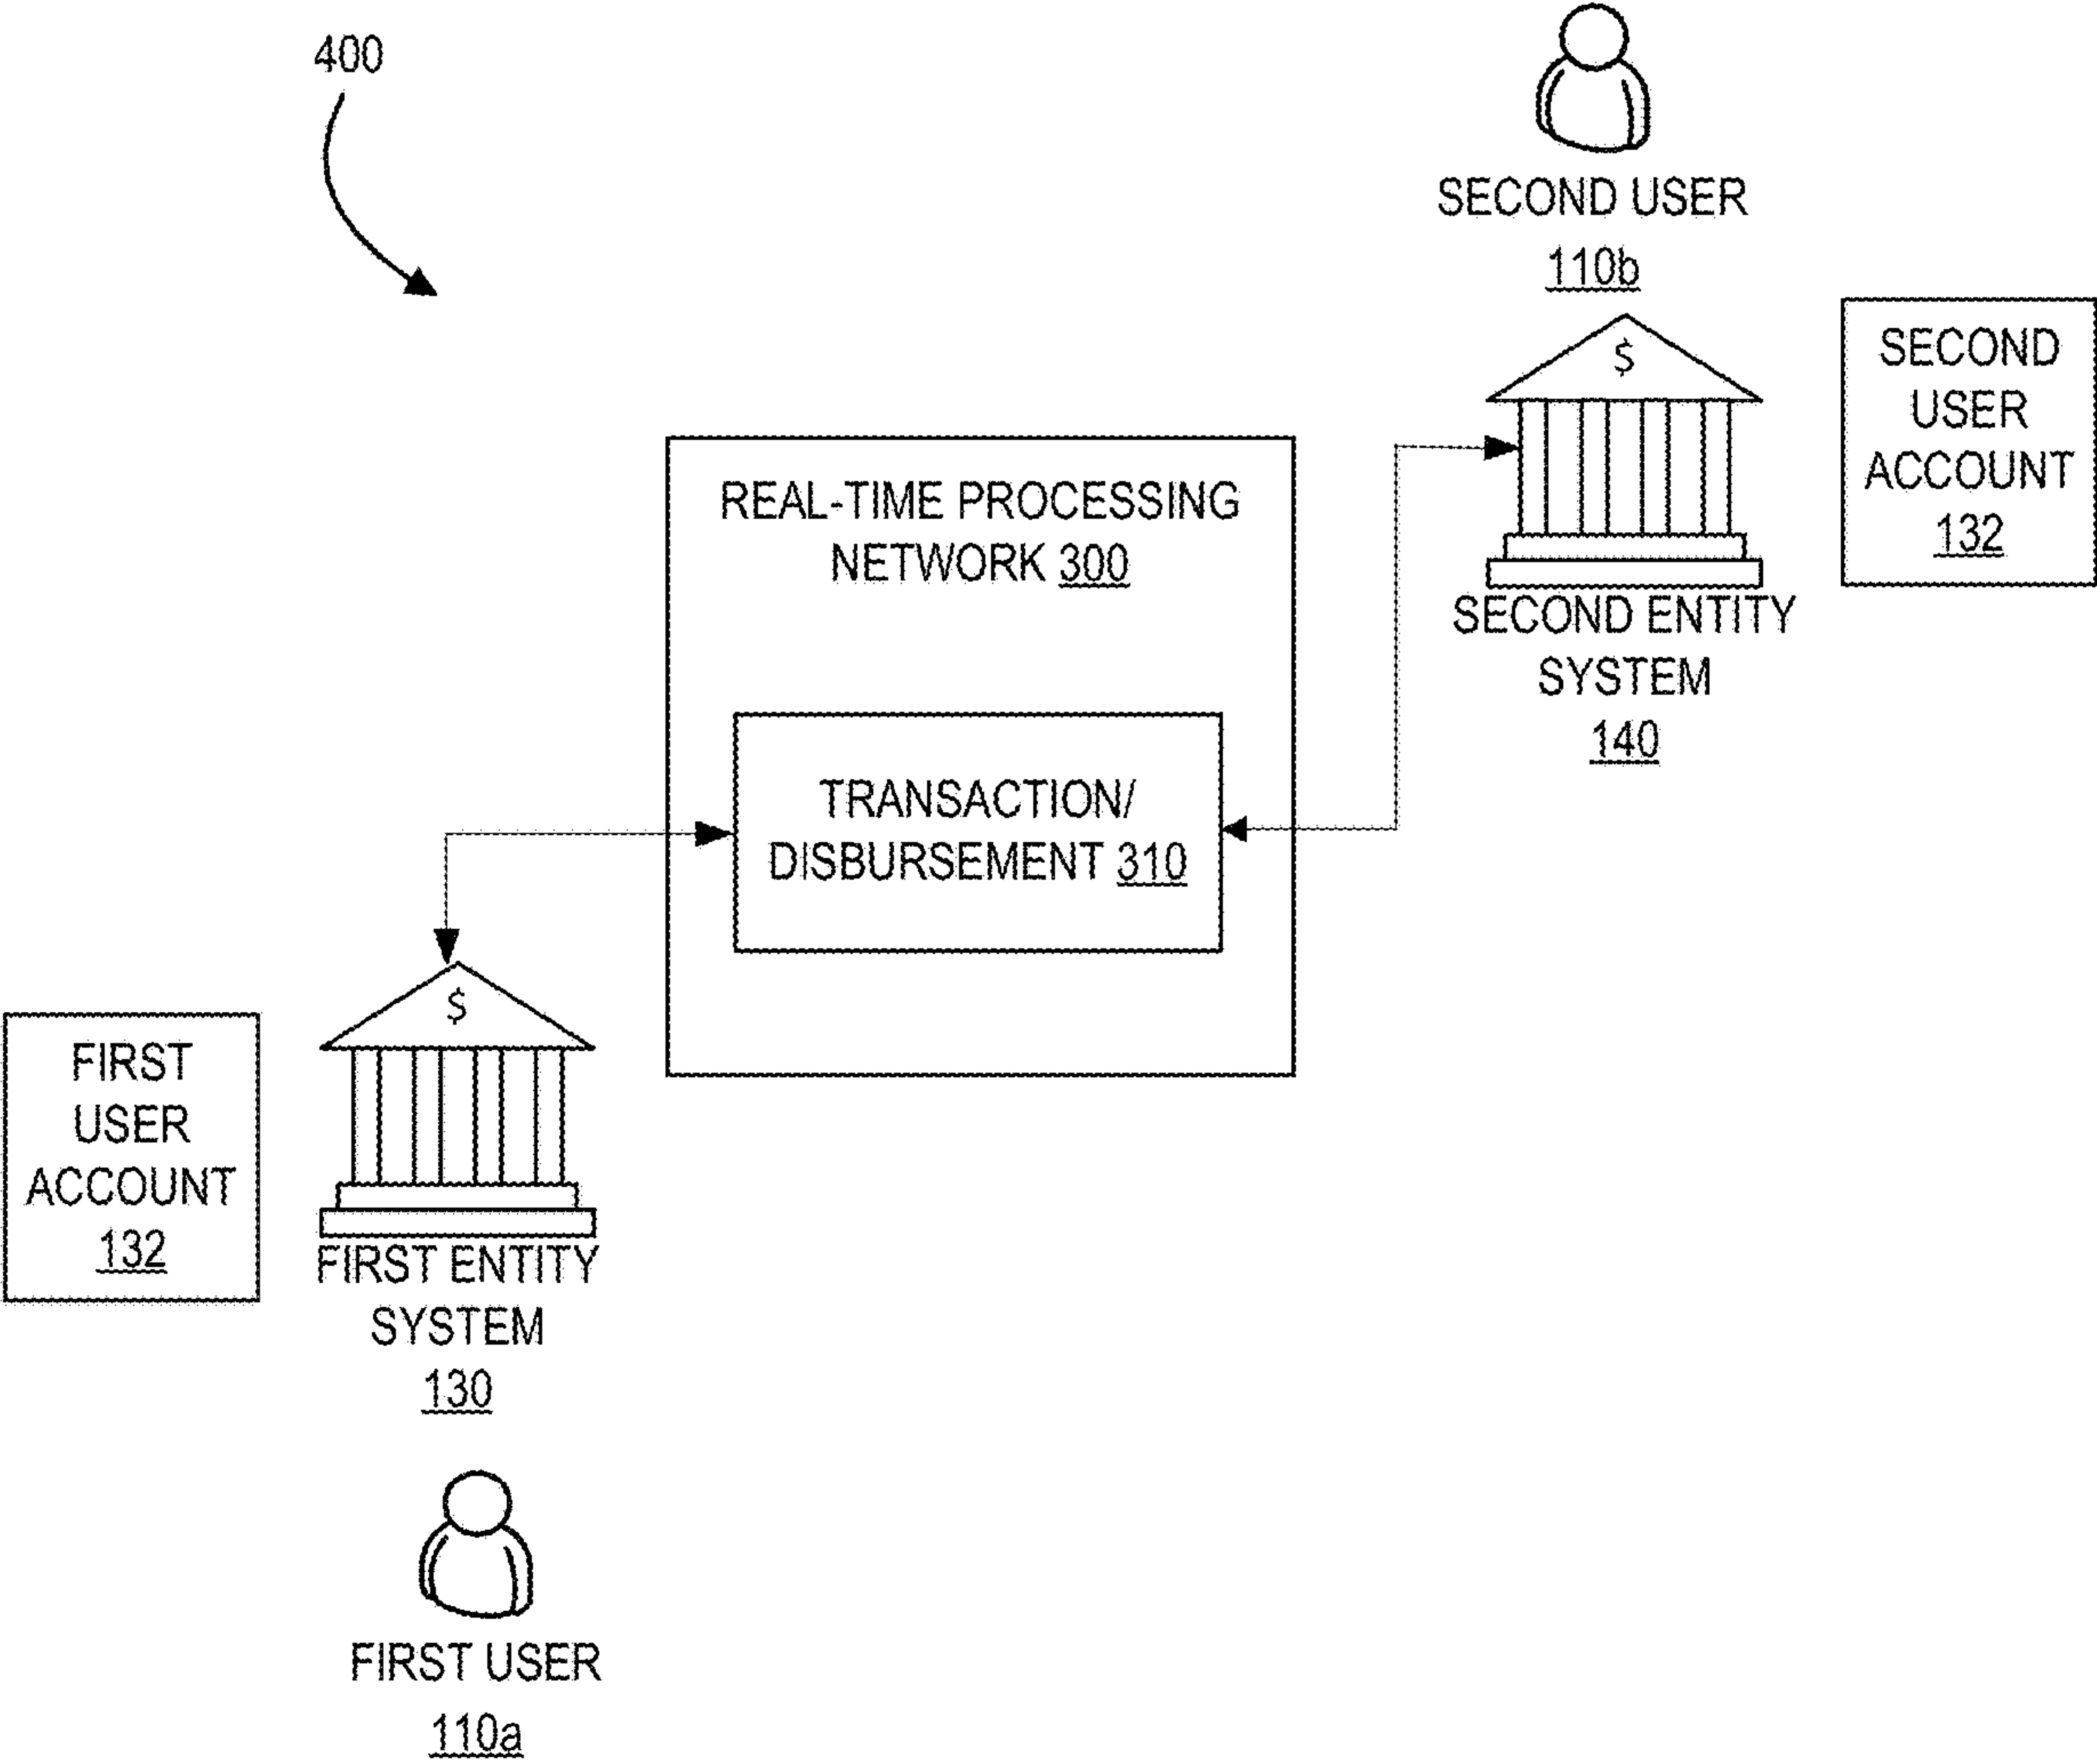 400
SECOND USER
110b
$
SECOND
USER
ACCOUNT
132
SECOND ENTITY
SYSTEM
140
REAL-TIME PROCESSING
NETWORK 300
TRANSACTION/
DISBURSEMENT 310
$
FIRST
USER
ACCOUNT
132
FIRST ENTITY
SYSTEM
130
FIRST USER
110a